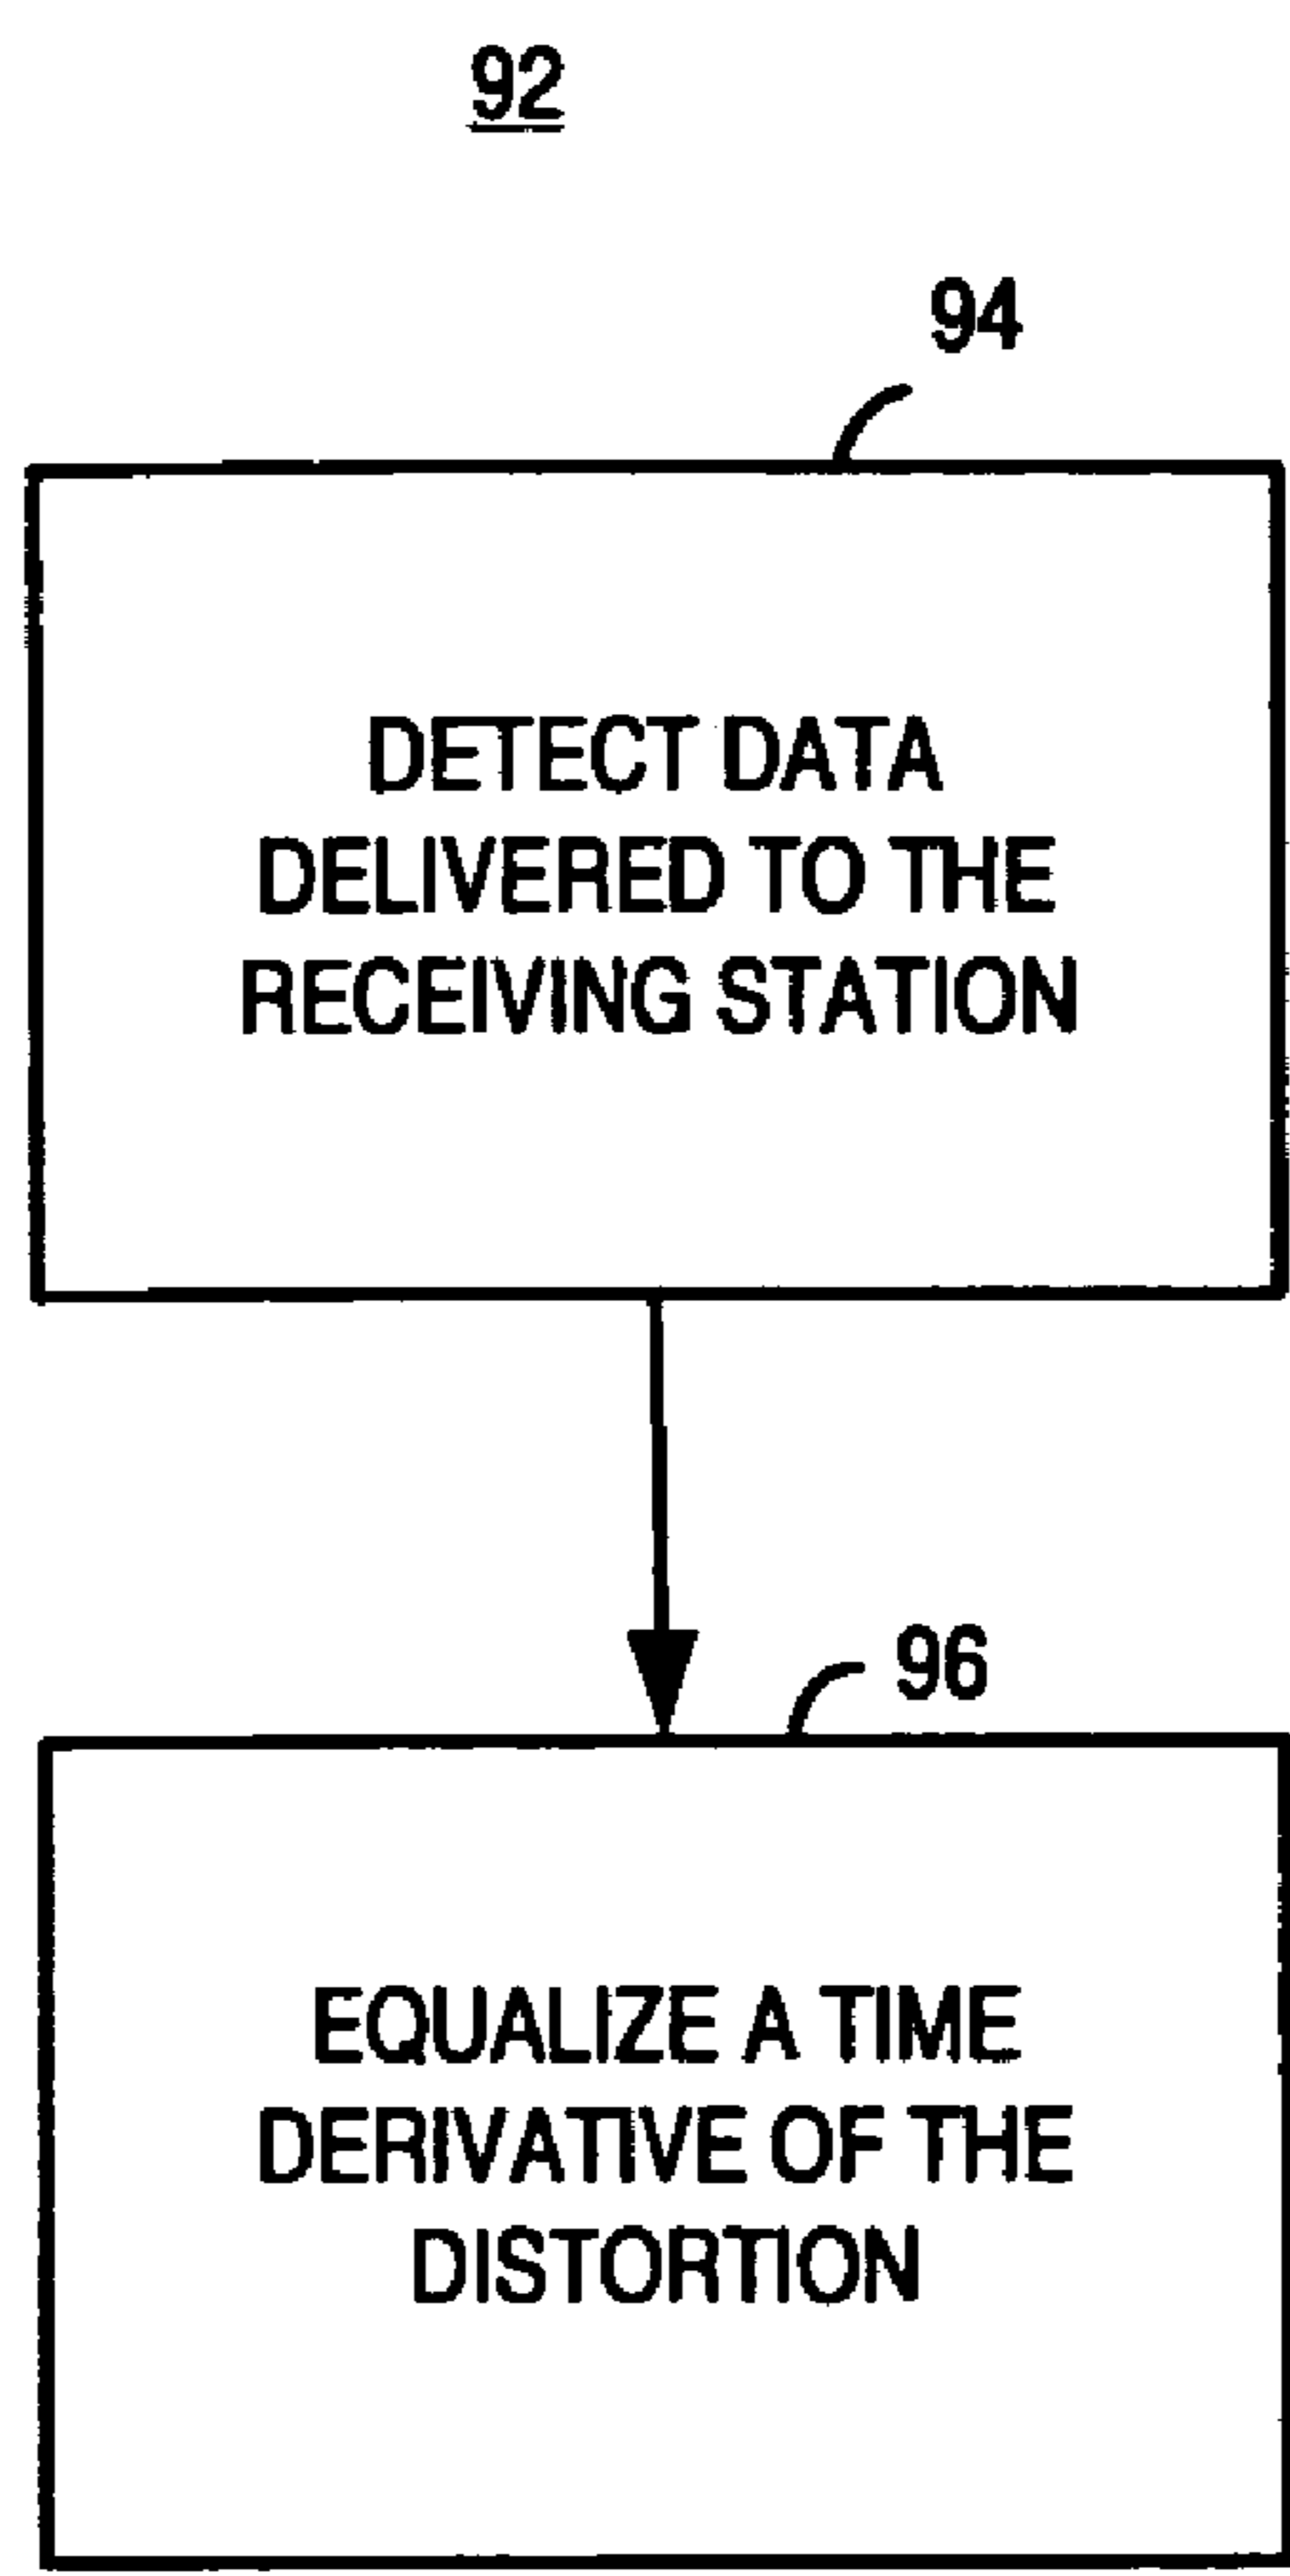 92
94
DETECT DATA
DELIVERED TO THE
RECEIVING STATION
96
EQUALIZE A TIME
DERIVATIVE OF THE
DISTORTION